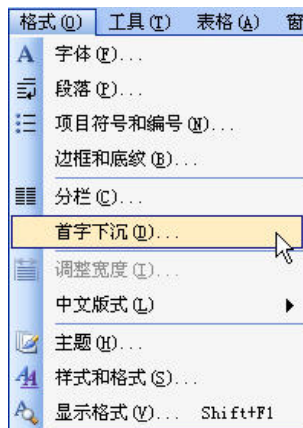 格式(O) 工具(T) 表格(A) 窗
字体(F)...
段落(P)...
项目符号和编号(N)...
边框和底纹(B)...
分栏(C)...
首字下沉(D)...
调整宽度(I)...
中文版式(L)
主题(H)...
样式和格式(S)...
显示格式(V)... Shift+F1